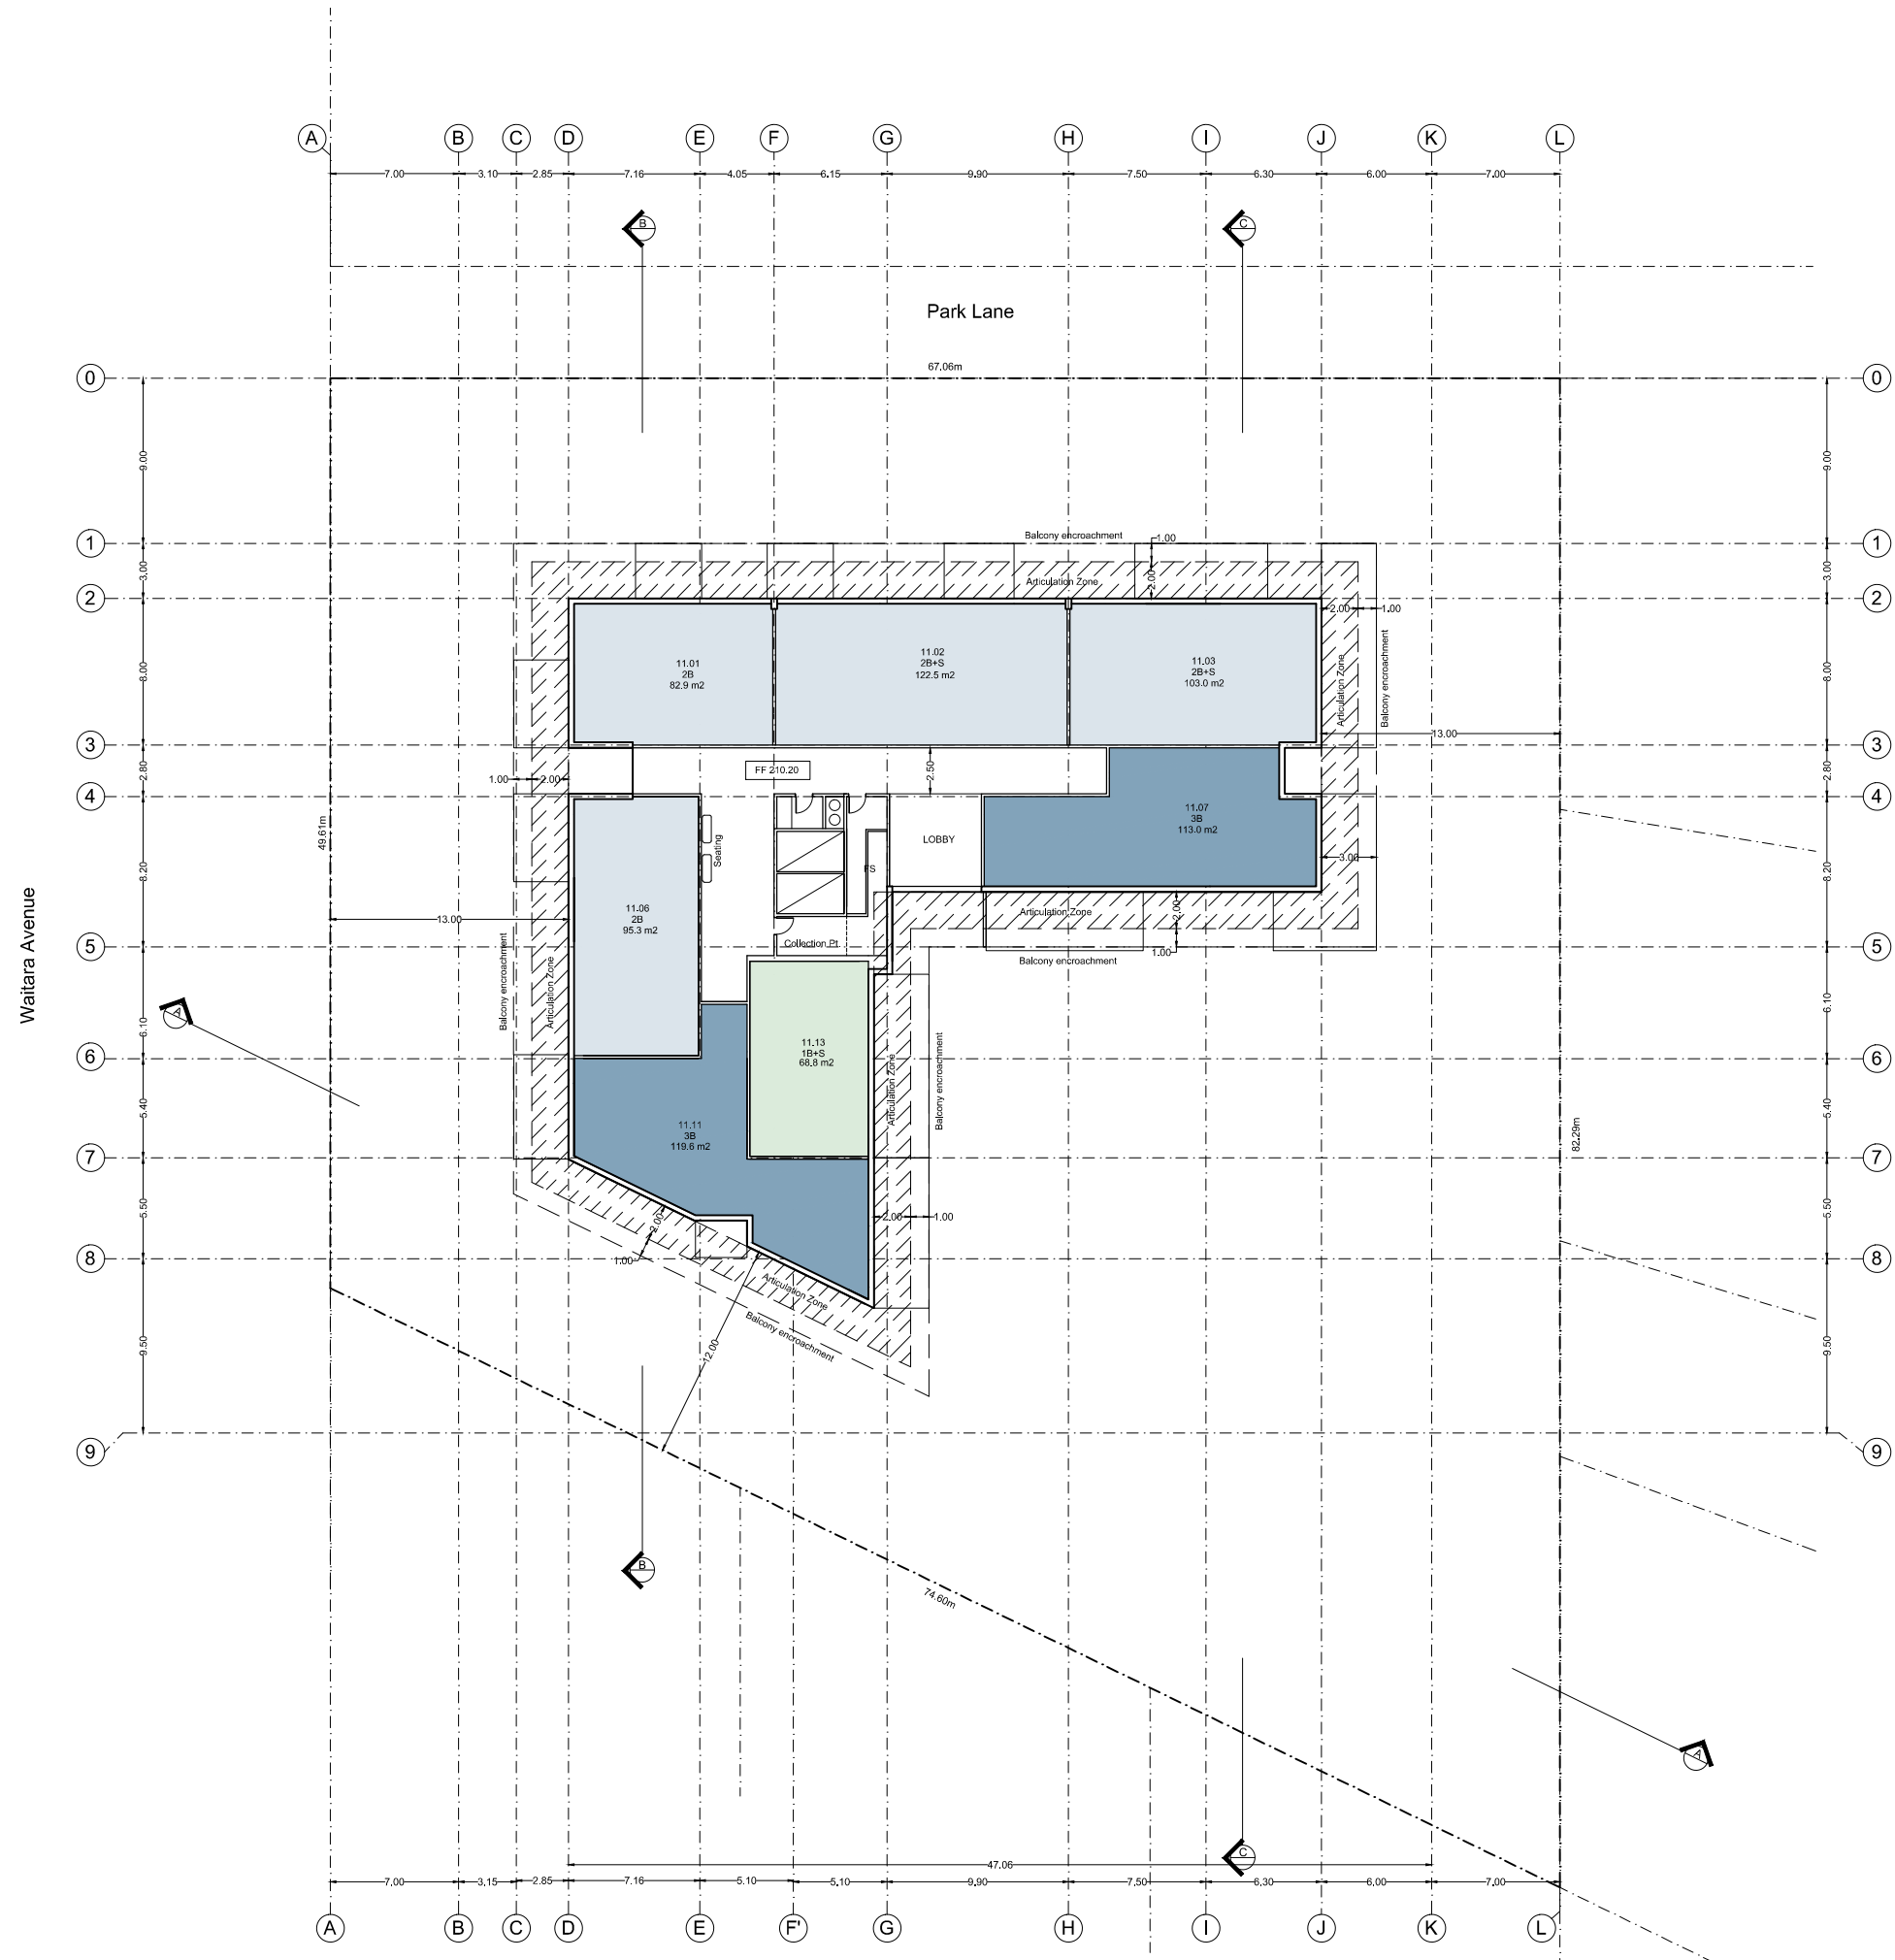 A B C D E F G H I J K L
7.00 3.10 2.85 7.16 4.05 6.15 9.90 7.50 6.30 6.00 7.00
B C
Park Lane
67.06m
0 0
9.00 9.00
1 1
Balcony encroachment 1.00
3.00 3.00
Articulation Zone 2.00
2 2
2.00 1.00
8.00 8.00
11.01
2B
82.9 m2
11.02
2B+S
122.5 m2
11.03
2B+S
103.0 m2
Articulation Zone
Balcony encroachment
13.00
3 3
2.80 2.80
1.00 2.00
FF 210.20
2.50
4 4
49.61m
8.20 8.20
Seating
FS
LOBBY
11.07
3B
113.0 m2
3.00
11.06
2B
95.3 m2
13.00
Articulation Zone
2.00
Waitara Avenue
Collection Pt
5 5
1.00
Balcony encroachment
Balcony encroachment
Articulation Zone
A
6.10 6.10
11.13
1B+S
68.8 m2
6 6
Articulation Zone
Balcony encroachment
5.40 5.40
11.11
3B
119.6 m2
82.29m
7 7
5.50 5.50
2.00
1.00
2.00 1.00
8 8
Articulation Zone
Balcony encroachment
12.00
9.50 9.50
9 9
B
74.60m
A
C
47.06
7.00 3.15 2.85 7.16 5.10 5.10 9.90 7.50 6.30 6.00 7.00
A B C D E F' G H I J K L